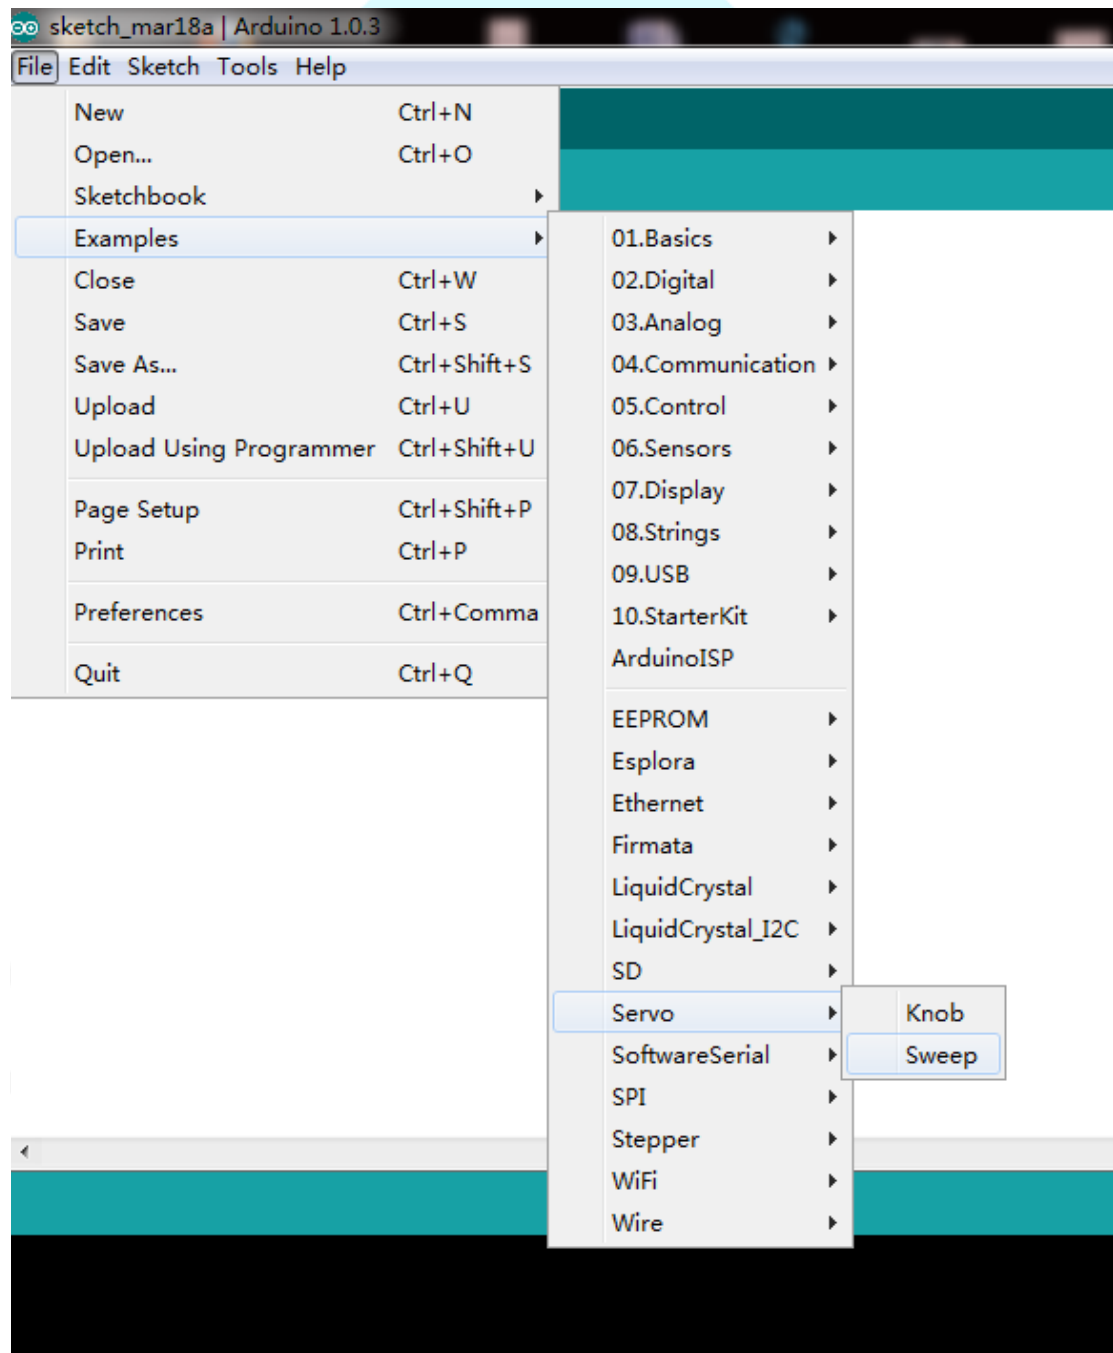 sketch_mar18a | Arduino 1.0.3
File Edit Sketch Tools Help
New Ctrl+N
Open... Ctrl+O
Sketchbook
Examples
Close Ctrl+W
Save Ctrl+S
Save As... Ctrl+Shift+S
Upload Ctrl+U
Upload Using Programmer Ctrl+Shift+U
Page Setup Ctrl+Shift+P
Print Ctrl+P
Preferences Ctrl+Comma
Quit Ctrl+Q
01.Basics
02.Digital
03.Analog
04.Communication
05.Control
06.Sensors
07.Display
08.Strings
09.USB
10.StarterKit
ArduinoISP
EEPROM
Esplora
Ethernet
Firmata
LiquidCrystal
LiquidCrystal_I2C
SD
Servo
SoftwareSerial
SPI
Stepper
WiFi
Wire
Knob
Sweep